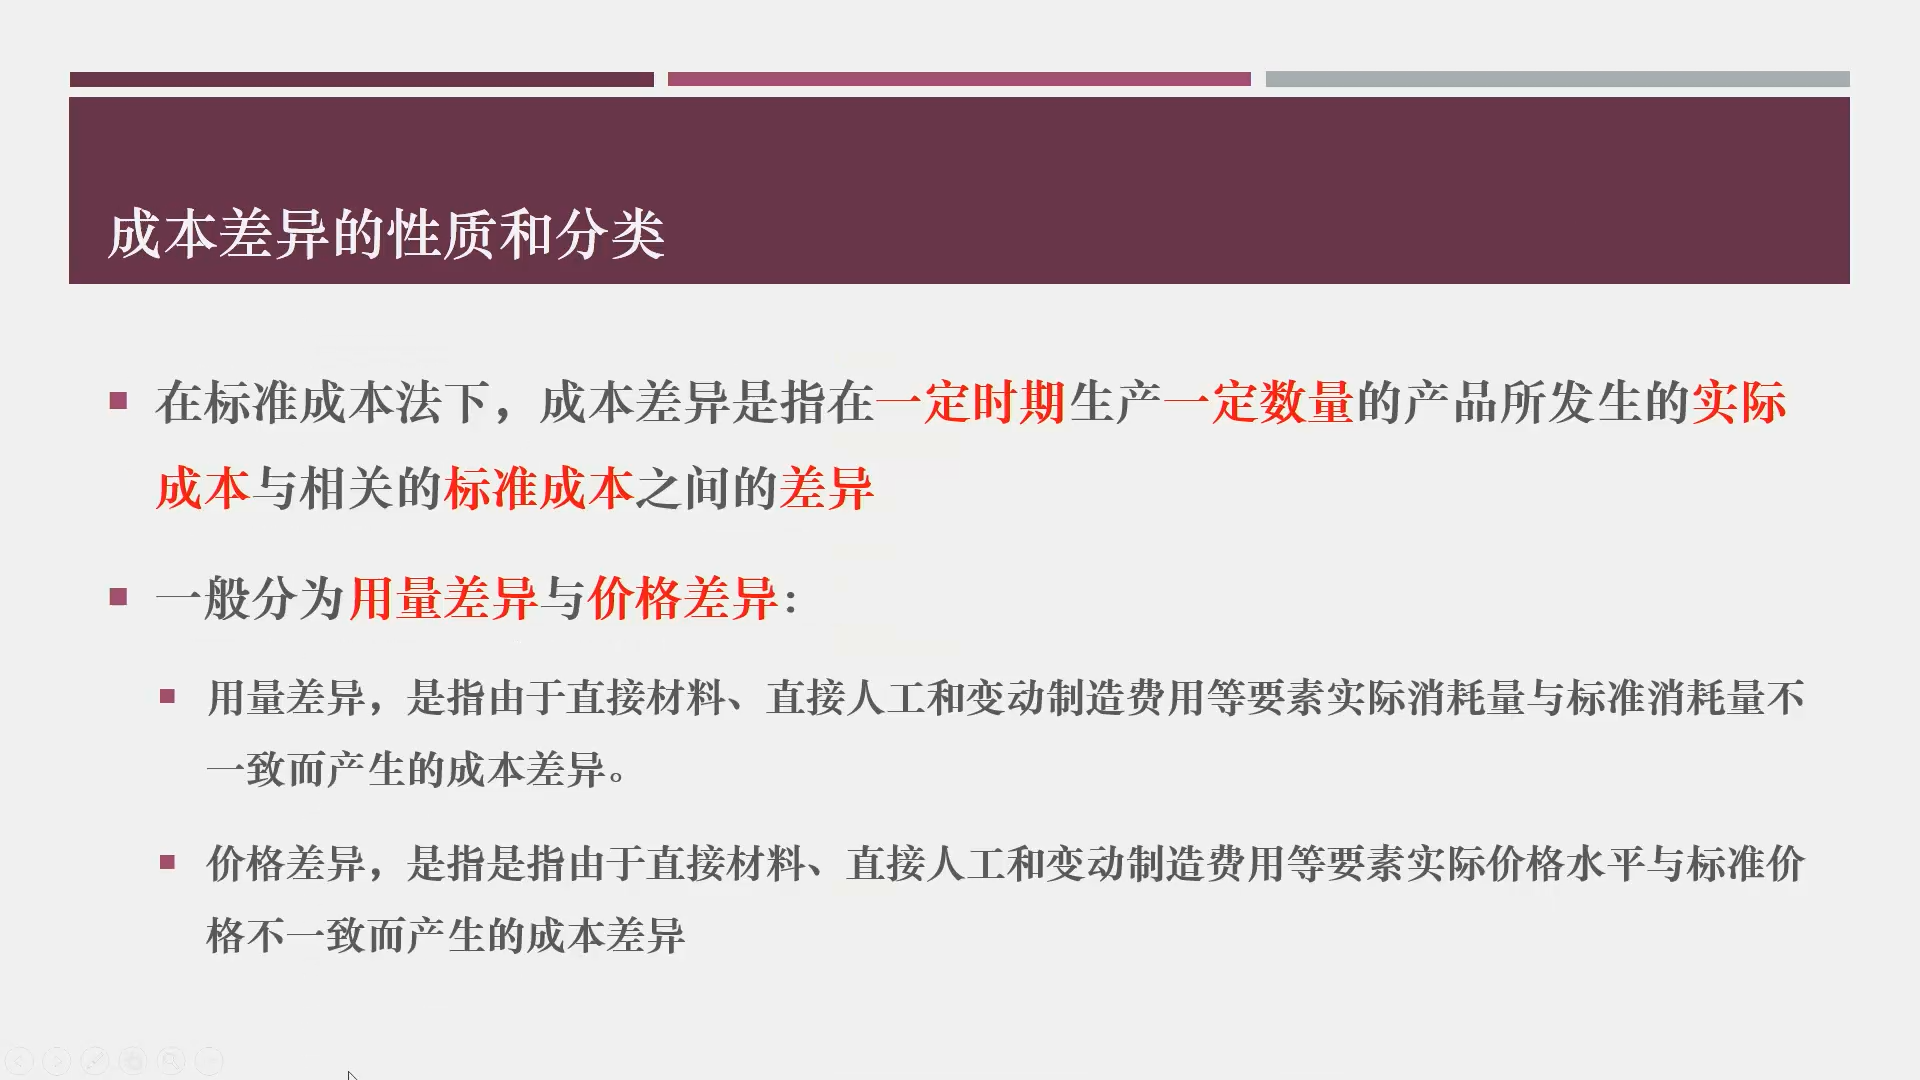 成本差异的性质和分类
在标准成本法下，成本差异是指在一定时期生产一定数量的产品所发生的实际
成本与相关的标准成本之间的差异
一般分为用量差异与价格差异：
用量差异，是指由于直接材料、直接人工和变动制造费用等要素实际消耗量与标准消耗量不
一致而产生的成本差异。
价格差异，是指是指由于直接材料、直接人工和变动制造费用等要素实际价格水平与标准价
格不一致而产生的成本差异